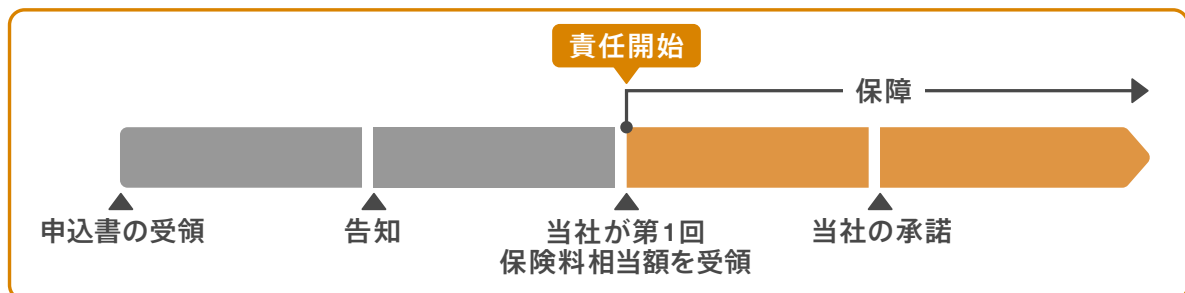 責任開始
保障
申込書の受領
告知
当社が第1回
保険料相当額を受領
当社の承諾